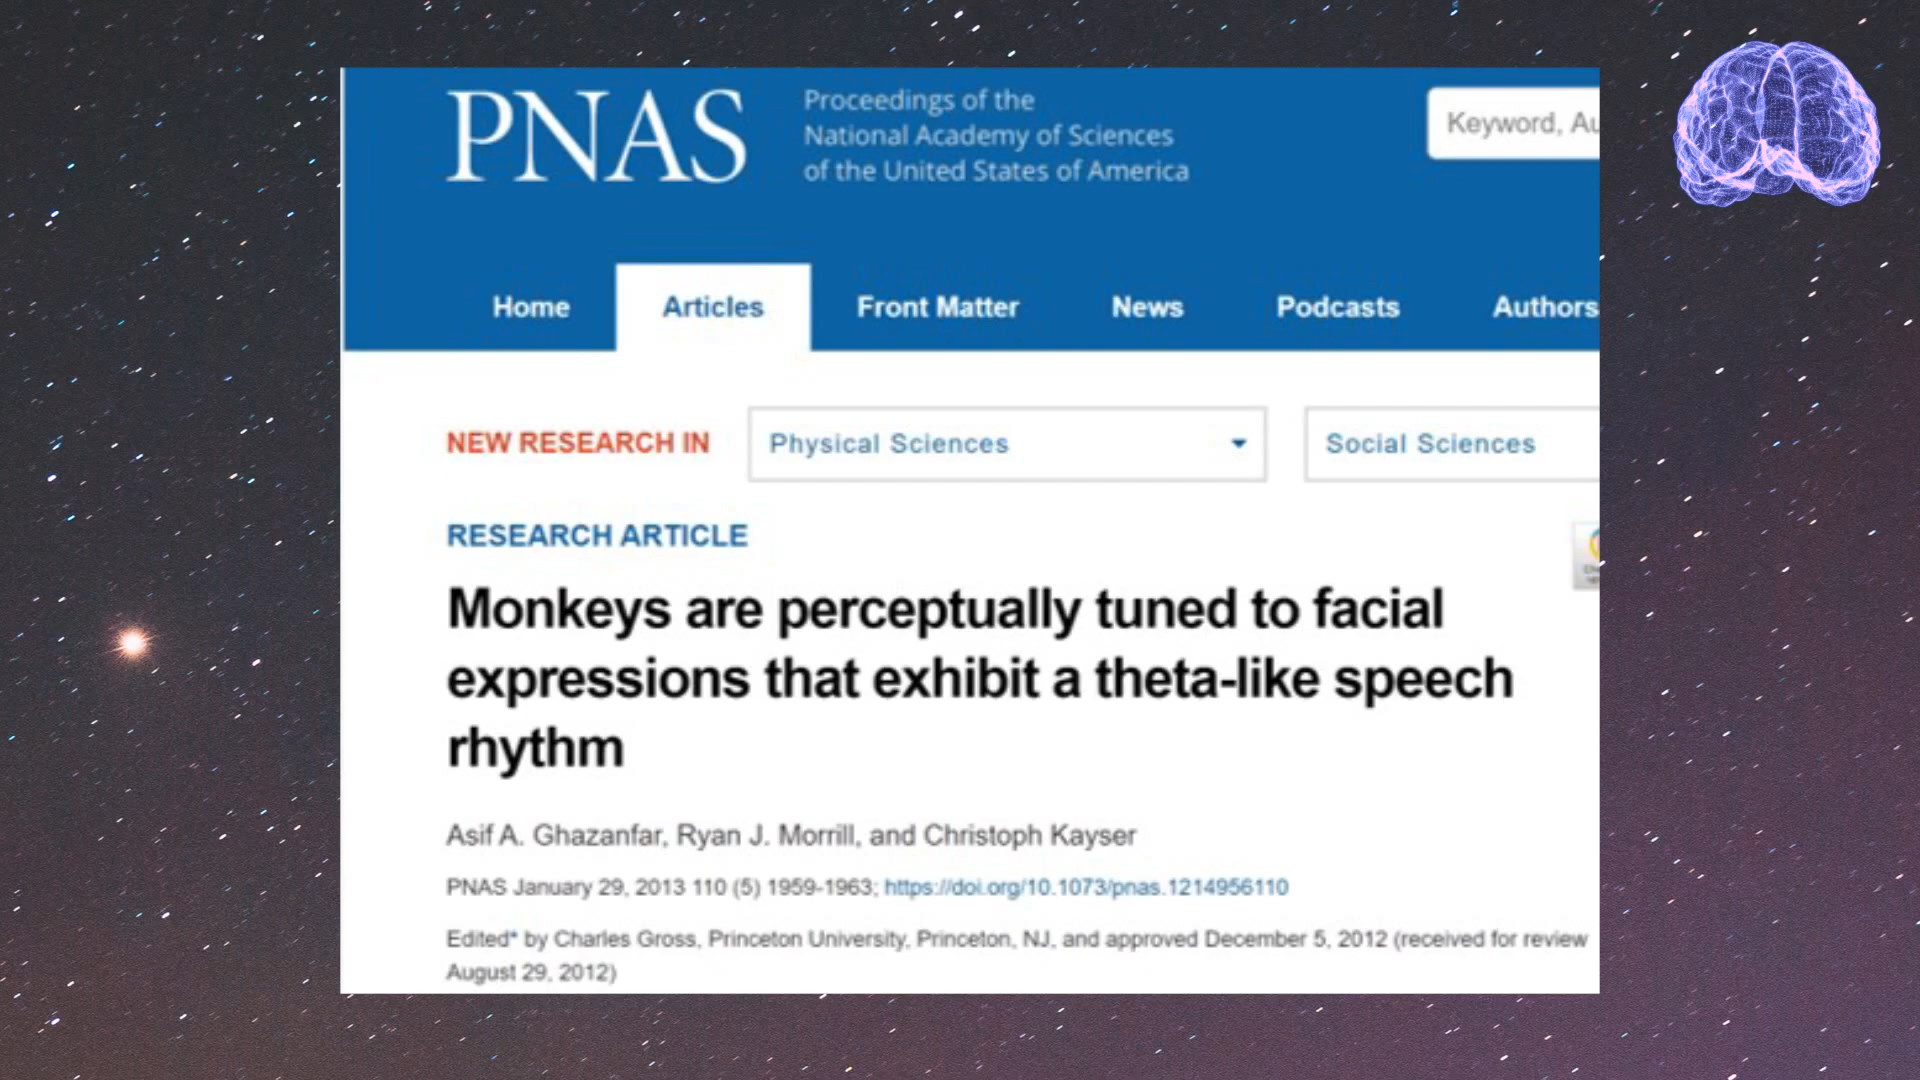 PNAS
Proceedings of the
National Academy of Sciences
of the United States of America
Keyword, Au
Home
Articles
Front Matter
News
Podcasts
Authors
NEW RESEARCH IN
Physical Sciences
Social Sciences
RESEARCH ARTICLE
Monkeys are perceptually tuned to facial
expressions that exhibit a theta-like speech
rhythm
Asif A. Ghazanfar, Ryan J. Morrill, and Christoph Kayser
PNAS January 29, 2013 110 (5) 1959-1963; https://doi.org/10.1073/pnas.1214956110
Edited* by Charles Gross, Princeton University, Princeton, NJ, and approved December 5, 2012 (received for review
August 29, 2012)